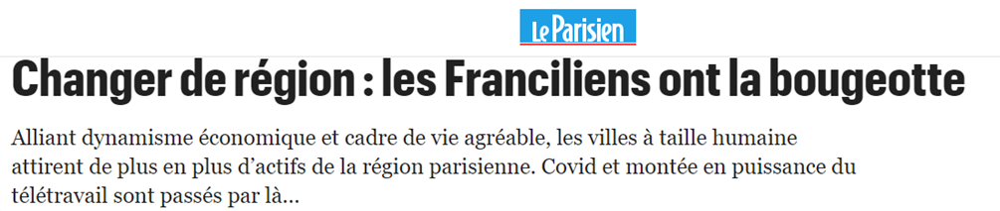 Le Parisien
Changer de région : les Franciliens ont la bougeotte
Alliant dynamisme économique et cadre de vie agréable, les villes à taille humaine
attirent de plus en plus d’actifs de la région parisienne. Covid et montée en puissance du
télétravail sont passés par là...